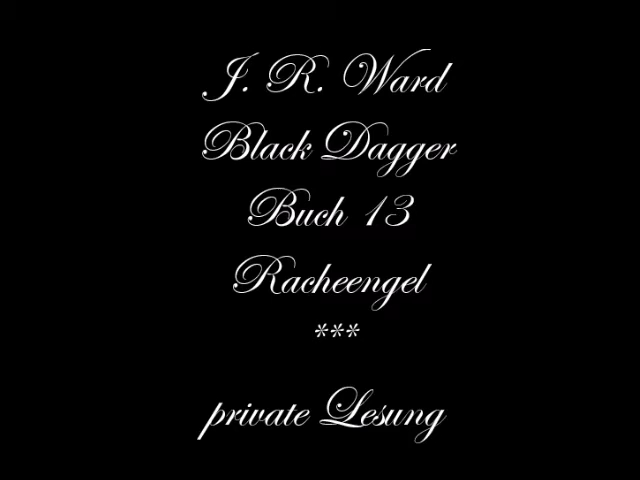 J. R. Ward
Black Dagger
Buch 13
Racheengel
***
private Lesung